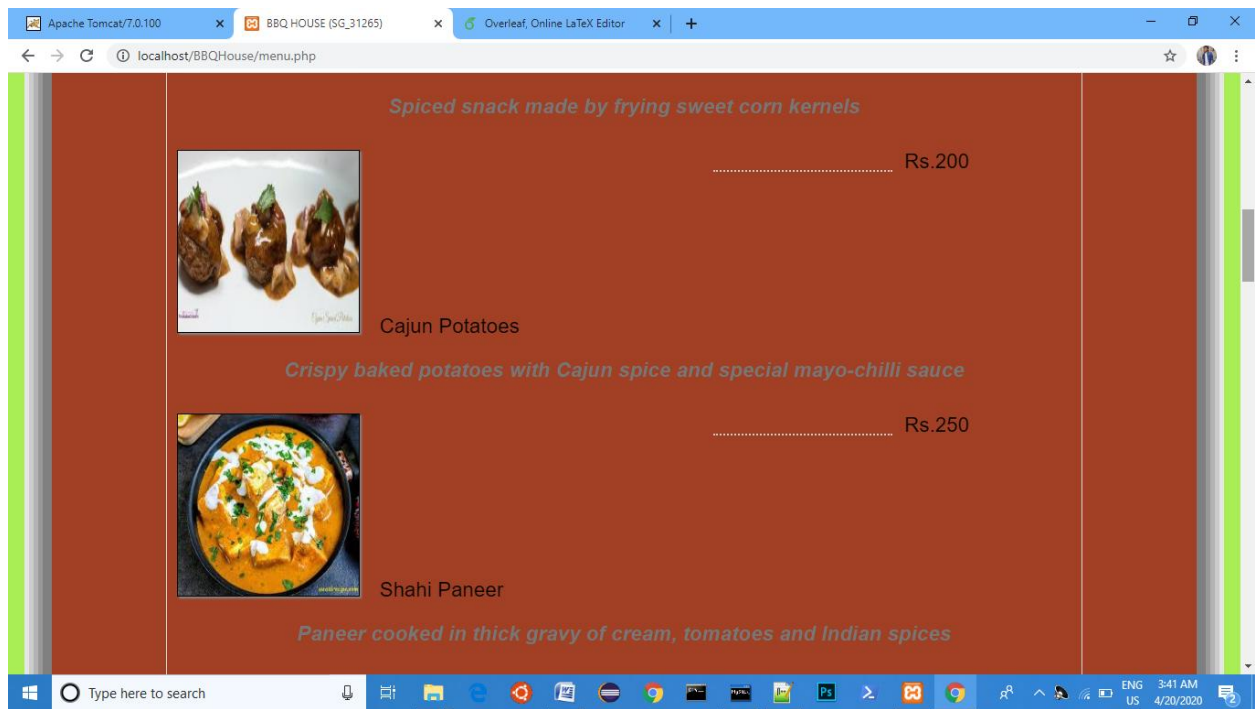 Apache Tomcat/7.0.100
BBQ HOUSE (SG_31265)
Overleaf, Online LaTeX Editor
localhost/BBQHouse/menu.php
Spiced snack made by frying sweet corn kernels
Rs.200
Cajun Potatoes
Crispy baked potatoes with Cajun spice and special mayo-chilli sauce
Rs.250
Shahi Paneer
Paneer cooked in thick gravy of cream, tomatoes and Indian spices
Type here to search
Ps
ENG
US
3:41 AM
4/20/2020
2